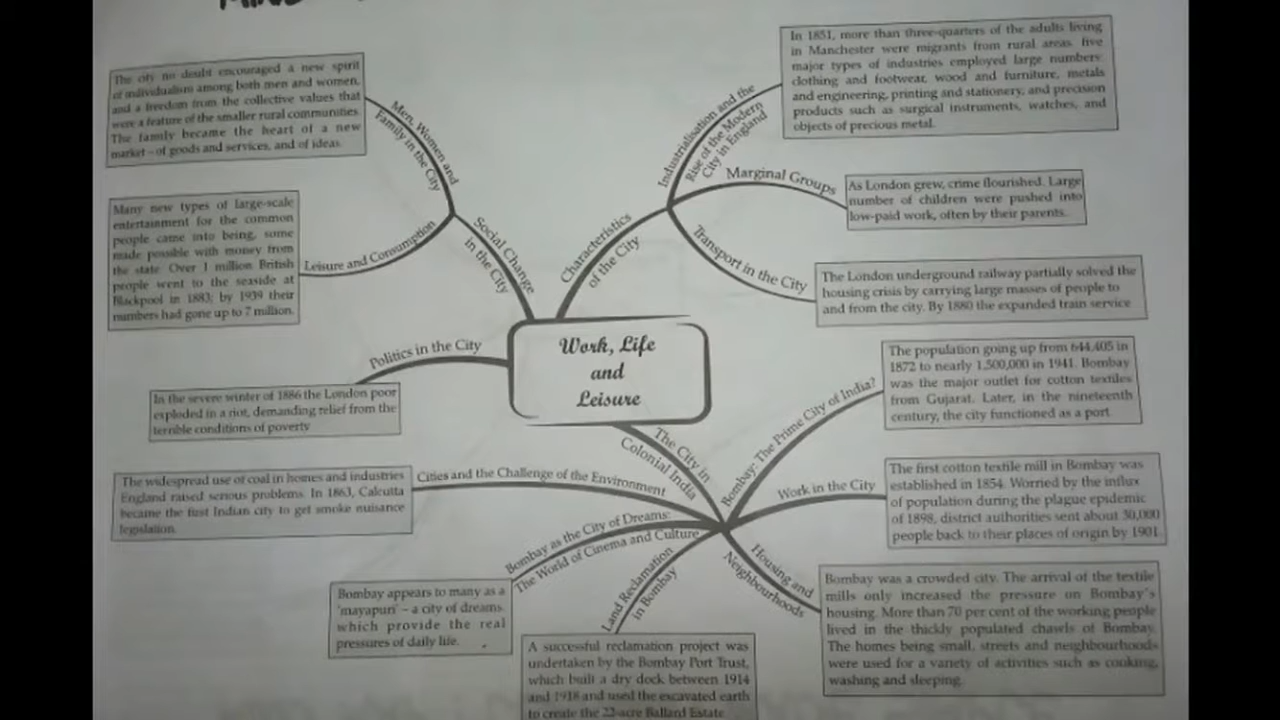 The city no doubt encouraged a new spirit
of individualism among both men and women,
and a freedom from the collective values that
were a feature of the smaller rural communities.
The family became the heart of a new
market – of goods and services, and of ideas.
Men, Women and
Family in the City
Many new types of large-scale
entertainment for the common
people came into being, some
made possible with money from
the state. Over 1 million British
people went to the seaside at
Blackpool in 1883; by 1939 their
numbers had gone up to 7 million.
Leisure and Consumption
Social Change
in the City
Politics in the City
In the severe winter of 1886 the London poor
exploded in a riot, demanding relief from the
terrible conditions of poverty
In 1851, more than three-quarters of the adults living
in Manchester were migrants from rural areas. five
major types of industries employed large numbers:
clothing and footwear, wood and furniture, metals
and engineering, printing and stationery, and precision
products such as surgical instruments, watches, and
objects of precious metal.
Industrialisation and the
Rise of the Modern
City in England
Marginal Groups
As London grew, crime flourished. Large
number of children were pushed into
low-paid work, often by their parents.
Characteristics
of the City
Transport in the City
The London underground railway partially solved the
housing crisis by carrying large masses of people to
and from the city. By 1880 the expanded train service
Work, Life
and
Leisure
The City in
Colonial India
Bombay: The Prime City of India?
The population going up from 644,405 in
1872 to nearly 1,500,000 in 1941. Bombay
was the major outlet for cotton textiles
from Gujarat. Later, in the nineteenth
century, the city functioned as a port
Work in the City
The first cotton textile mill in Bombay was
established in 1854. Worried by the influx
of population during the plague epidemic
of 1898, district authorities sent about 30,000
people back to their places of origin by 1901.
Housing and
Neighbourhoods
Bombay was a crowded city. The arrival of the textile
mills only increased the pressure on Bombay's
housing. More than 70 per cent of the working people
lived in the thickly populated chawls of Bombay.
The homes being small, streets and neighbourhoods
were used for a variety of activities such as cooking,
washing and sleeping.
Cities and the Challenge of the Environment
The widespread use of coal in homes and industries
England raised serious problems. In 1863, Calcutta
became the first Indian city to get smoke nuisance
legislation.
Bombay as the City of Dreams:
The World of Cinema and Culture
Bombay appears to many as a
'mayapuri' – a city of dreams.
which provide the real
pressures of daily life.
Land Reclamation
in Bombay
A successful reclamation project was
undertaken by the Bombay Port Trust,
which built a dry dock between 1914
and 1918 and used the excavated earth
to create the 22-acre Ballard Estate